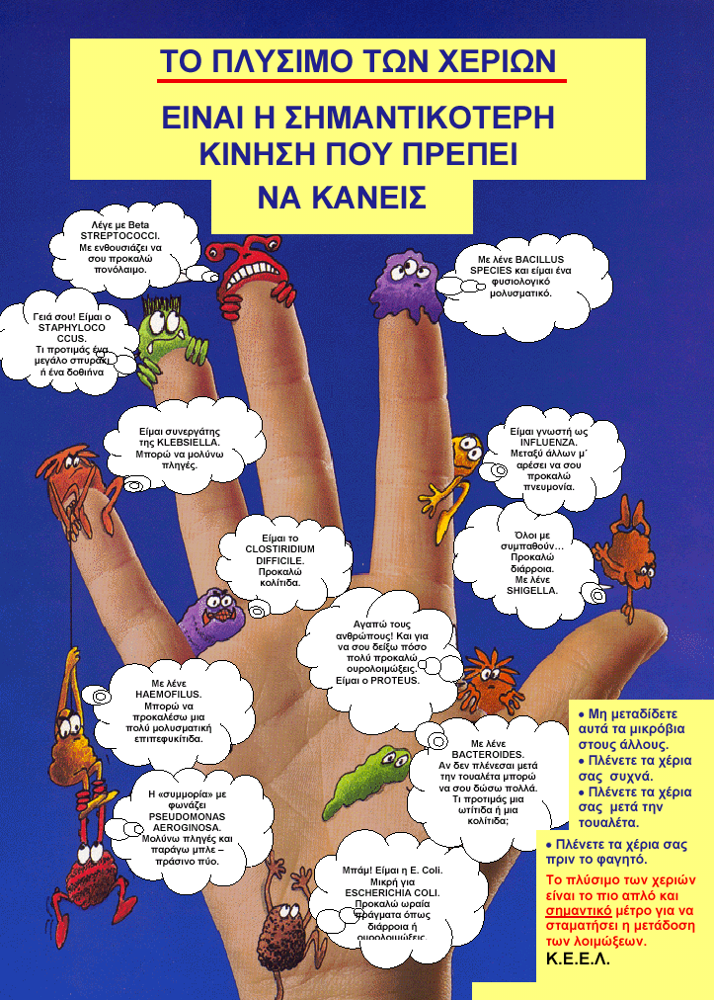 ΤΟ ΠΛΥΣΙΜΟ ΤΩΝ ΧΕΡΙΩΝ
ΕΙΝΑΙ Η ΣΗΜΑΝΤΙΚΟΤΕΡΗ
ΚΙΝΗΣΗ ΠΟΥ ΠΡΕΠΕΙ
ΝΑ ΚΑΝΕΙΣ
Λέγε με Beta
STREPTOCOCCI.
Με ενθουσιάζει να
σου προκαλώ
πονόλαιμο.
Με λένε BACILLUS
SPECIES και είμαι ένα
φυσιολογικό
μολυσματικό.
Γειά σου! Είμαι ο
STAPHYLOCO
CCUS.
Τι προτιμάς ένα
μεγάλο σπυράκι
ή ένα δοθιήνα
Είμαι συνεργάτης
της KLEBSIELLA.
Μπορώ να μολύνω
πληγές.
Είμαι γνωστή ως
INFLUENZA.
Μεταξύ άλλων μ΄
αρέσει να σου
προκαλώ
πνευμονία.
Είμαι το
CLOSTIRIDIUM
DIFFICILE.
Προκαλώ
κολίτιδα.
Όλοι με
συμπαθούν…
Προκαλώ
διάρροια.
Με λένε
SHIGELLA.
Αγαπώ τους
ανθρώπους! Και για
να σου δείξω πόσο
πολύ προκαλώ
ουρολοιμώξεις.
Είμαι ο PROTEUS.
Με λένε
HAEMOFILUS.
Μπορώ να
προκαλέσω μια
πολύ μολυσματική
επιπεφυκίτιδα.
Με λένε
BACTEROIDES.
Αν δεν πλένεσαι μετά
την τουαλέτα μπορώ
να σου δώσω πολλά.
Τι προτιμάς μια
ωτίτιδα ή μια
κολίτιδα;
Η «συμμορία» με
φωνάζει
PSEUDOMONAS
AEROGINOSA.
Μολύνω πληγές και
παράγω μπλε –
πράσινο πύο.
Μπάμ! Είμαι η E. Coli.
Μικρή για
ESCHERICHIA COLI.
Προκαλώ ωραία
πράγματα όπως
διάρροια ή
ουρολοιμώξεις.
• Μη μεταδίδετε
αυτά τα μικρόβια
στους άλλους.
• Πλένετε τα χέρια
σας συχνά.
• Πλένετε τα χέρια
σας μετά την
τουαλέτα.
• Πλένετε τα χέρια σας
πριν το φαγητό.
Το πλύσιμο των χεριών
είναι το πιο απλό και
σημαντικό μέτρο για να
σταματήσει η μετάδοση
των λοιμώξεων.
Κ.Ε.Ε.Λ.